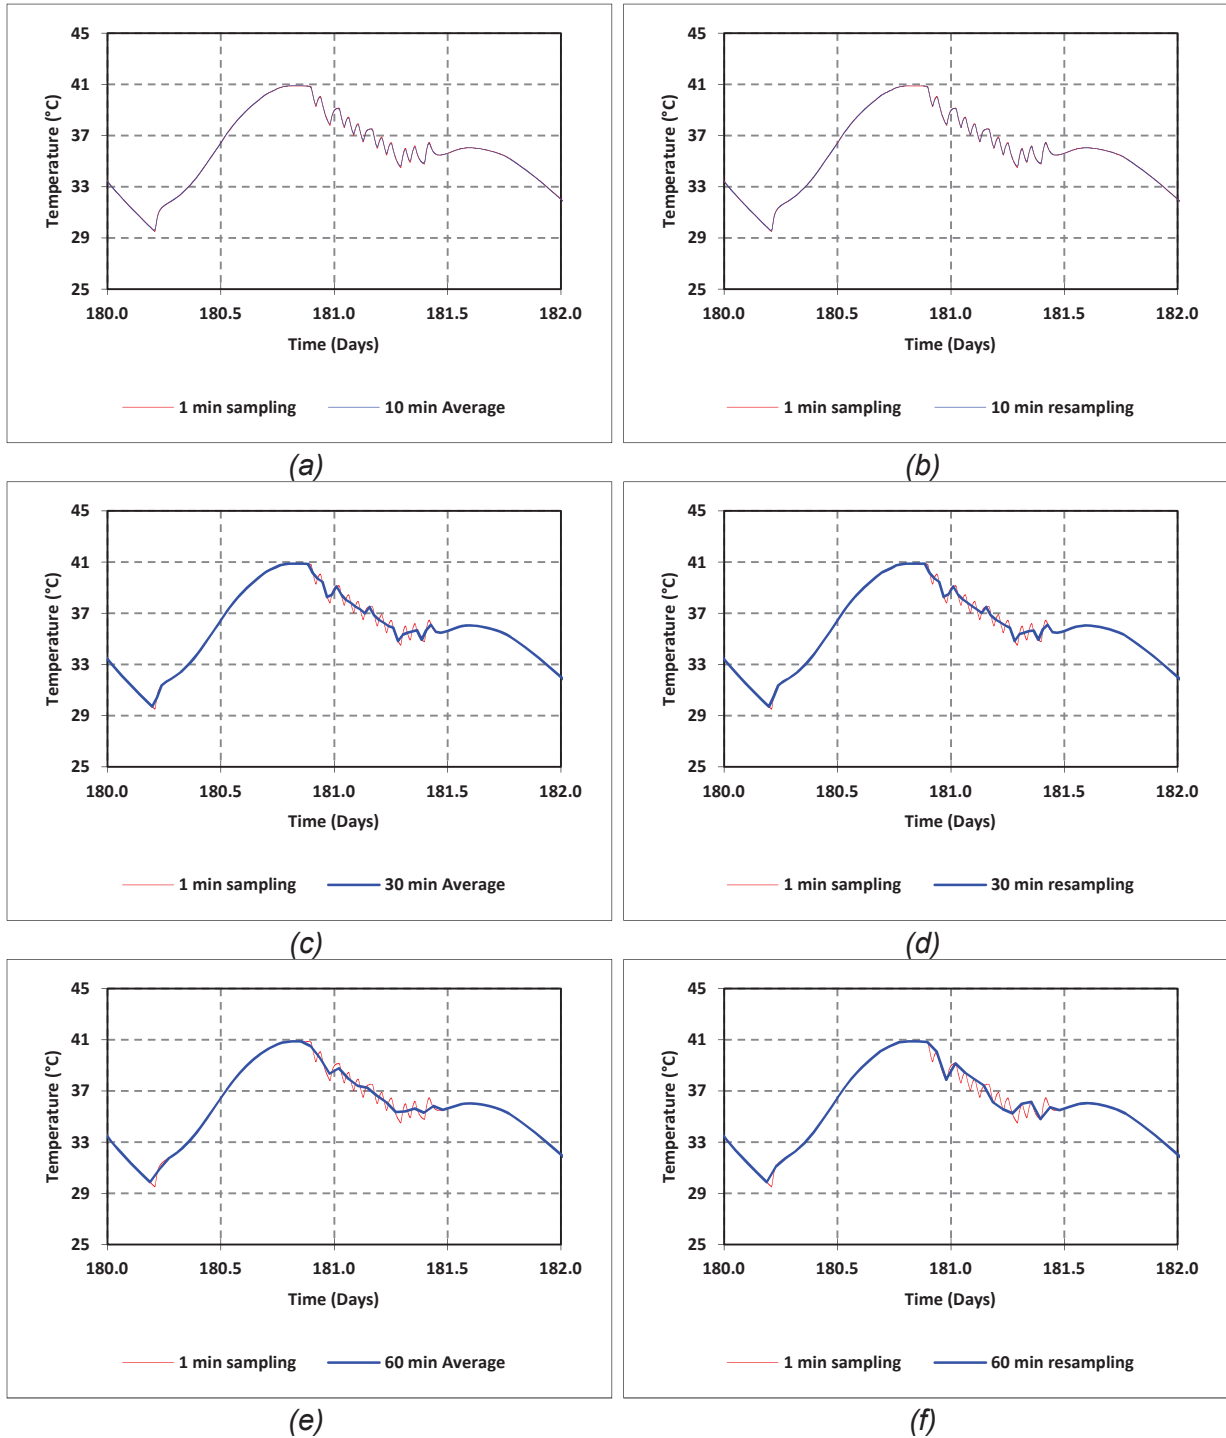 45
41
37
33
29
25
Temperature (°C)
180.0 180.5 181.0 181.5 182.0
Time (Days)
1 min sampling 10 min Average
(a)
45
41
37
33
29
25
Temperature (°C)
180.0 180.5 181.0 181.5 182.0
Time (Days)
1 min sampling 10 min resampling
(b)
45
41
37
33
29
25
Temperature (°C)
180.0 180.5 181.0 181.5 182.0
Time (Days)
1 min sampling 30 min Average
(c)
45
41
37
33
29
25
Temperature (°C)
180.0 180.5 181.0 181.5 182.0
Time (Days)
1 min sampling 30 min resampling
(d)
45
41
37
33
29
25
Temperature (°C)
180.0 180.5 181.0 181.5 182.0
Time (Days)
1 min sampling 60 min Average
(e)
45
41
37
33
29
25
Temperature (°C)
180.0 180.5 181.0 181.5 182.0
Time (Days)
1 min sampling 60 min resampling
(f)